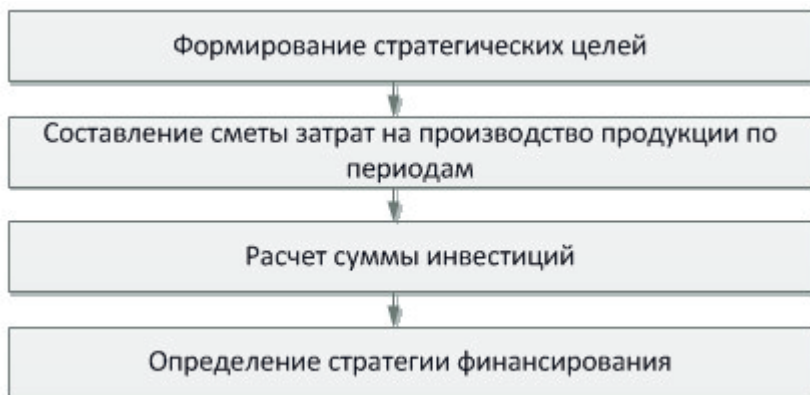 Формирование стратегических целей
Составление сметы затрат на производство продукции по
периодам
Расчет суммы инвестиций
Определение стратегии финансирования